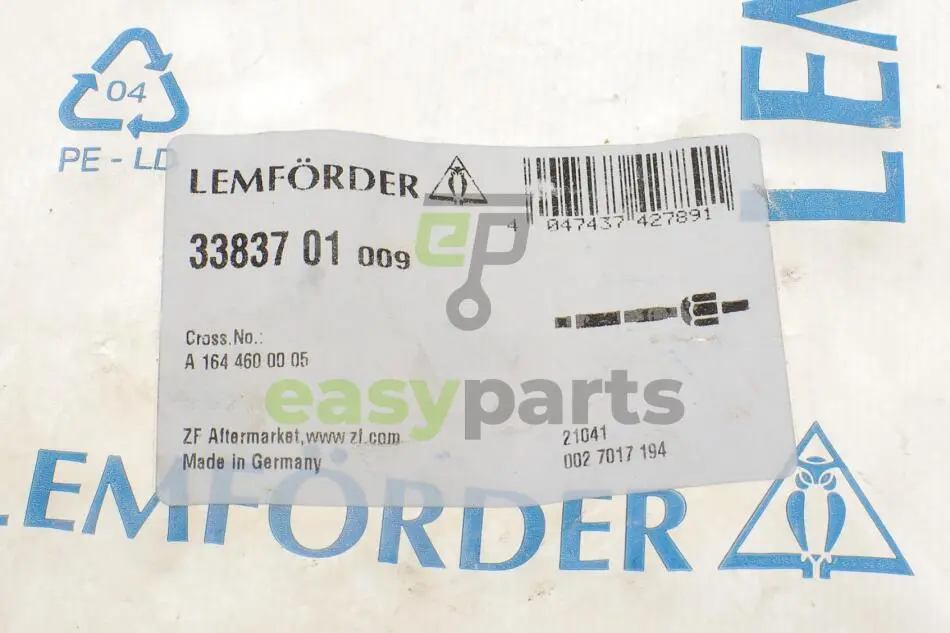 04
PE - LD
LEMFÖRDER
4 047437 427891
33837 01 009
ep
Cross.No.:
A 164 460 00 05
easyparts
ZF Aftermarket,www.zf.com
21041
Made in Germany
002 7017 194
LEMFÖRDER
LEM